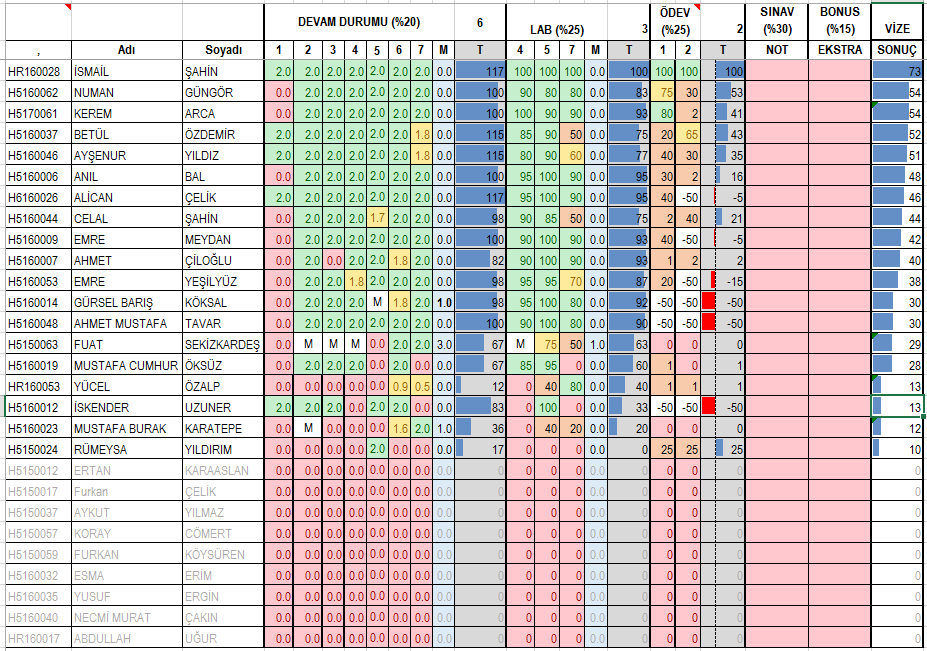 DEVAM DURUMU (%20) 6 LAB (%25) 3 ÖDEV (%25) 2 SINAV (%30) BONUS (%15) VİZE
, Adı Soyadı 1 2 3 4 5 6 7 M T 4 5 7 M T 1 2 T NOT EKSTRA SONUÇ
HR160028 İSMAİL ŞAHİN 2.0 2.0 2.0 2.0 2.0 2.0 2.0 0.0 117 100 100 100 0.0 100 100 100 100 73
H5160062 NUMAN GÜNGÖR 0.0 2.0 2.0 2.0 2.0 2.0 2.0 0.0 100 90 80 80 0.0 83 75 30 53 54
H5170061 KEREM ARCA 0.0 2.0 2.0 2.0 2.0 2.0 2.0 0.0 100 100 90 90 0.0 93 80 2 41 54
H5160037 BETÜL ÖZDEMİR 2.0 2.0 2.0 2.0 2.0 2.0 1.8 0.0 115 85 90 50 0.0 75 20 65 43 52
H5160046 AYŞENUR YILDIZ 2.0 2.0 2.0 2.0 2.0 2.0 1.8 0.0 115 80 90 60 0.0 77 40 30 35 51
H5160006 ANIL BAL 0.0 2.0 2.0 2.0 2.0 2.0 2.0 0.0 100 95 100 90 0.0 95 30 2 16 48
H6160026 ALİCAN ÇELİK 2.0 2.0 2.0 2.0 2.0 2.0 2.0 0.0 117 95 100 90 0.0 95 40 -50 -5 46
H5160044 CELAL ŞAHİN 0.0 2.0 2.0 2.0 1.7 2.0 2.0 0.0 98 90 85 50 0.0 75 2 40 21 44
H5160009 EMRE MEYDAN 0.0 2.0 2.0 2.0 2.0 2.0 2.0 0.0 100 90 100 90 0.0 93 40 -50 -5 42
H5160007 AHMET ÇİLOĞLU 0.0 2.0 0.0 2.0 2.0 1.8 2.0 0.0 82 90 100 90 0.0 93 1 2 2 40
H5160053 EMRE YEŞİLYÜZ 0.0 2.0 2.0 1.8 2.0 2.0 2.0 0.0 98 95 95 70 0.0 87 20 -50 -15 38
H5160014 GÜRSEL BARIŞ KÖKSAL 0.0 2.0 2.0 2.0 M 1.8 2.0 1.0 98 95 100 80 0.0 92 -50 -50 -50 30
H5160048 AHMET MUSTAFA TAVAR 0.0 2.0 2.0 2.0 2.0 2.0 2.0 0.0 100 90 100 80 0.0 90 -50 -50 -50 30
H5150063 FUAT SEKİZKARDEŞ 0.0 M M M 0.0 2.0 2.0 3.0 67 M 75 50 1.0 63 0 0 0 29
H5160019 MUSTAFA CUMHUR ÖKSÜZ 0.0 2.0 2.0 2.0 0.0 2.0 0.0 0.0 67 85 95 0 0.0 60 1 0 1 28
HR160053 YÜCEL ÖZALP 0.0 0.0 0.0 0.0 0.0 0.9 0.5 0.0 12 0 40 80 0.0 40 1 1 1 13
H5160012 İSKENDER UZUNER 2.0 2.0 2.0 0.0 2.0 2.0 0.0 0.0 83 0 100 0 0.0 33 -50 -50 -50 13
H5160023 MUSTAFA BURAK KARATEPE 0.0 M 0.0 0.0 0.0 1.6 2.0 1.0 36 0 40 20 0.0 20 0 0 0 12
H5150024 RÜMEYSA YILDIRIM 0.0 0.0 0.0 0.0 2.0 0.0 0.0 0.0 17 0 0 0 0.0 0 25 25 25 10
H5150012 ERTAN KARAASLAN 0.0 0.0 0.0 0.0 0.0 0.0 0.0 0.0 0 0 0 0 0.0 0 0 0 0 0
H5150017 Furkan ÇELİK 0.0 0.0 0.0 0.0 0.0 0.0 0.0 0.0 0 0 0 0 0.0 0 0 0 0 0
H5150037 AYKUT YILMAZ 0.0 0.0 0.0 0.0 0.0 0.0 0.0 0.0 0 0 0 0 0.0 0 0 0 0 0
H5150057 KORAY CÖMERT 0.0 0.0 0.0 0.0 0.0 0.0 0.0 0.0 0 0 0 0 0.0 0 0 0 0 0
H5150059 FURKAN KÖYSÜREN 0.0 0.0 0.0 0.0 0.0 0.0 0.0 0.0 0 0 0 0 0.0 0 0 0 0 0
H5160032 ESMA ERİM 0.0 0.0 0.0 0.0 0.0 0.0 0.0 0.0 0 0 0 0 0.0 0 0 0 0 0
H5160035 YUSUF ERGİN 0.0 0.0 0.0 0.0 0.0 0.0 0.0 0.0 0 0 0 0 0.0 0 0 0 0 0
H5160040 NECMİ MURAT ÇAKIN 0.0 0.0 0.0 0.0 0.0 0.0 0.0 0.0 0 0 0 0 0.0 0 0 0 0 0
HR160017 ABDULLAH UĞUR 0.0 0.0 0.0 0.0 0.0 0.0 0.0 0.0 0 0 0 0 0.0 0 0 0 0 0